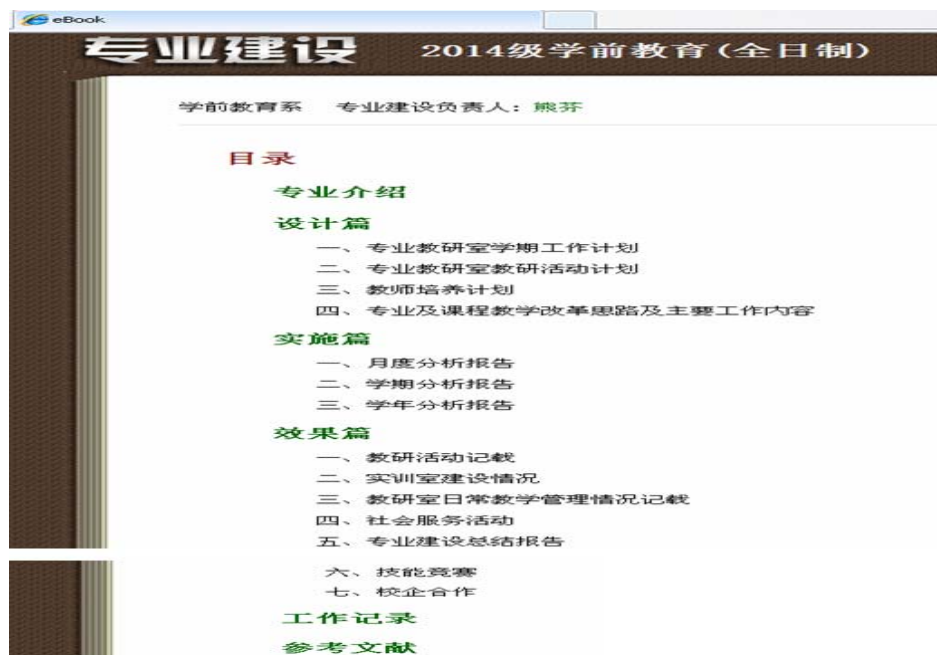 eBook
专业建设 2014级学前教育(全日制)
学前教育系 专业建设负责人：熊芬
目录
专业介绍
设计篇
一、专业教研室学期工作计划
二、专业教研室教研活动计划
三、教师培养计划
四、专业及课程教学改革思路及主要工作内容
实施篇
一、月度分析报告
二、学期分析报告
三、学年分析报告
效果篇
一、教研活动记载
二、实训室建设情况
三、教研室日常教学管理情况记载
四、社会服务活动
五、专业建设总结报告
六、技能竞赛
七、校企合作
工作记录
参考文献